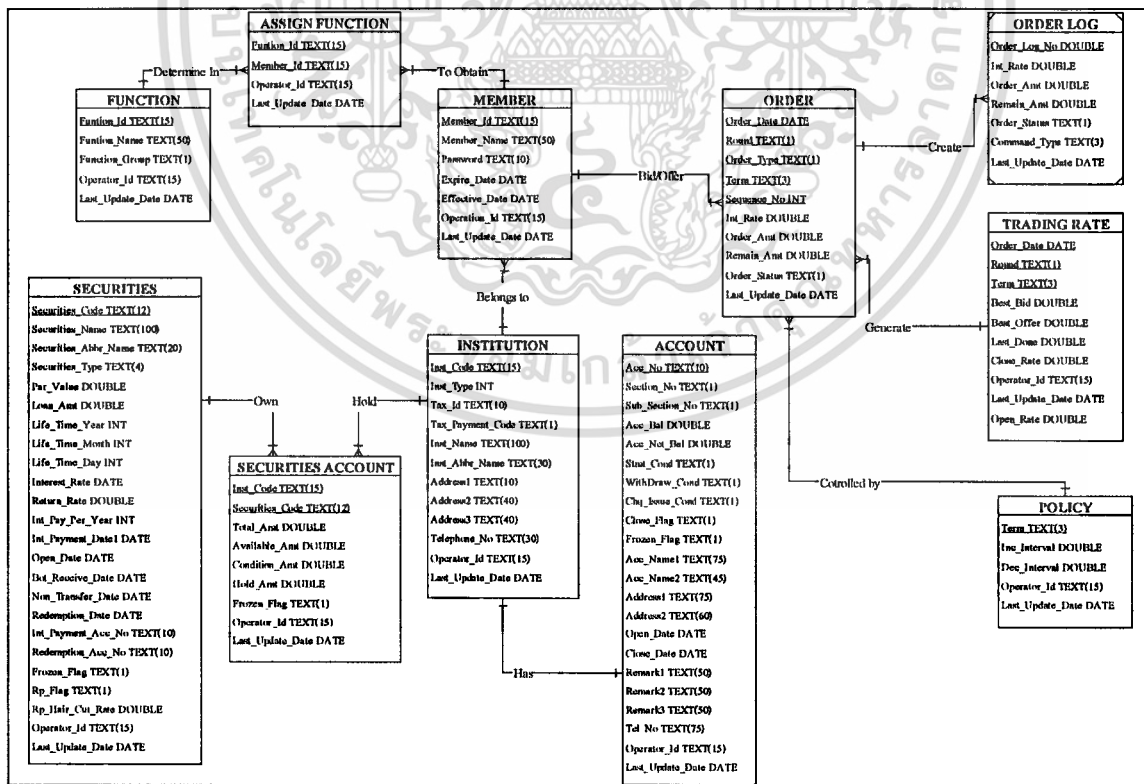 ASSIGN FUNCTION
Funtion_Id TEXT(15)
Member_Id TEXT(15)
Operator_Id TEXT(15)
Last_Update_Date DATE
Determine In
To Obtain
FUNCTION
Funtion_Id TEXT(15)
Funtion_Name TEXT(50)
Function_Group TEXT(1)
Operator_Id TEXT(15)
Last_Update_Date DATE
MEMBER
Member_Id TEXT(15)
Member_Name TEXT(50)
Password TEXT(10)
Expire_Date DATE
Effective_Date DATE
Operation_Id TEXT(15)
Last_Update_Date DATE
Bid/Offer
ORDER
Order_Date DATE
Round TEXT(1)
Order_Type TEXT(1)
Term TEXT(3)
Sequence_No INT
Int_Rate DOUBLE
Order_Amt DOUBLE
Remain_Amt DOUBLE
Order_Status TEXT(1)
Last_Update_Date DATE
Create
ORDER LOG
Order_Log_No DOUBLE
Int_Rate DOUBLE
Order_Amt DOUBLE
Remain_Amt DOUBLE
Order_Status TEXT(1)
Command_Type TEXT(3)
Last_Update_Date DATE
TRADING RATE
Order_Date DATE
Round TEXT(1)
Term TEXT(3)
Best_Bid DOUBLE
Best_Offer DOUBLE
Last_Done DOUBLE
Close_Rate DOUBLE
Operator_Id TEXT(15)
Last_Update_Date DATE
Open_Rate DOUBLE
Generate
Belongs to
SECURITIES
Securities_Code TEXT(12)
Securities_Name TEXT(100)
Securities_Abbr_Name TEXT(20)
Securities_Type TEXT(4)
Par_Value DOUBLE
Loan_Amt DOUBLE
Life_Time_Year INT
Life_Time_Month INT
Life_Time_Day INT
Interest_Rate DATE
Return_Rate DOUBLE
Int_Pay_Per_Year INT
Int_Payment_Date1 DATE
Open_Date DATE
Bot_Receive_Date DATE
Non_Transfer_Date DATE
Redemption_Date DATE
Int_Payment_Acc_No TEXT(10)
Redemption_Acc_No TEXT(10)
Frozen_Flag TEXT(1)
Rp_Flag TEXT(1)
Rp_Hair_Cut_Rate DOUBLE
Operator_Id TEXT(15)
Last_Update_Date DATE
Own
Hold
SECURITIES ACCOUNT
Inst_Code TEXT(15)
Securities_Code TEXT(12)
Total_Amt DOUBLE
Available_Amt DOUBLE
Condition_Amt DOUBLE
Hold_Amt DOUBLE
Frozen_Flag TEXT(1)
Operator_Id TEXT(15)
Last_Update_Date DATE
INSTITUTION
Inst_Code TEXT(15)
Inst_Type INT
Tax_Id TEXT(10)
Tax_Payment_Code TEXT(1)
Inst_Name TEXT(100)
Inst_Abbr_Name TEXT(30)
Address1 TEXT(10)
Address2 TEXT(40)
Address3 TEXT(40)
Telephone_No TEXT(30)
Operator_Id TEXT(15)
Last_Update_Date DATE
Has
ACCOUNT
Acc_No TEXT(10)
Section_No TEXT(1)
Sub_Section_No TEXT(1)
Acc_Bal DOUBLE
Acc_Net_Bal DOUBLE
Stmt_Cond TEXT(1)
WithDraw_Cond TEXT(1)
Chq_Issue_Cond TEXT(1)
Close_Flag TEXT(1)
Frozen_Flag TEXT(1)
Acc_Name1 TEXT(75)
Acc_Name2 TEXT(45)
Address1 TEXT(75)
Address2 TEXT(60)
Open_Date DATE
Close_Date DATE
Remark1 TEXT(50)
Remark2 TEXT(50)
Remark3 TEXT(50)
Tel_No TEXT(75)
Operator_Id TEXT(15)
Last_Update_Date DATE
Cotrolled by
POLICY
Term TEXT(3)
Inc_Interval DOUBLE
Dec_Interval DOUBLE
Operator_Id TEXT(15)
Last_Update_Date DATE